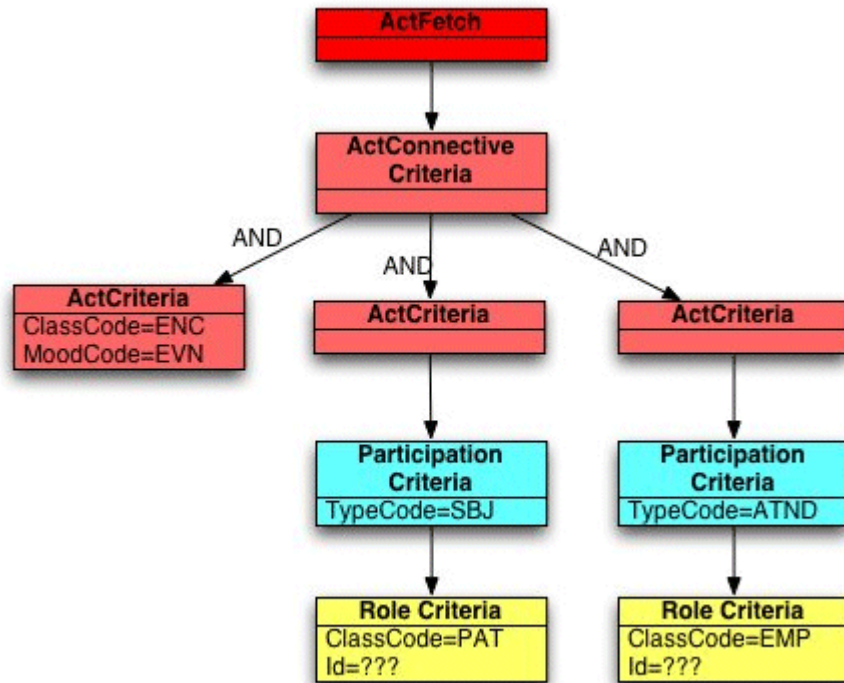 ActFetch
ActConnective
Criteria
AND
AND
AND
ActCriteria
ClassCode=ENC
MoodCode=EVN
ActCriteria
ActCriteria
Participation
Criteria
TypeCode=SBJ
Participation
Criteria
TypeCode=ATND
Role Criteria
ClassCode=PAT
Id=???
Role Criteria
ClassCode=EMP
Id=???